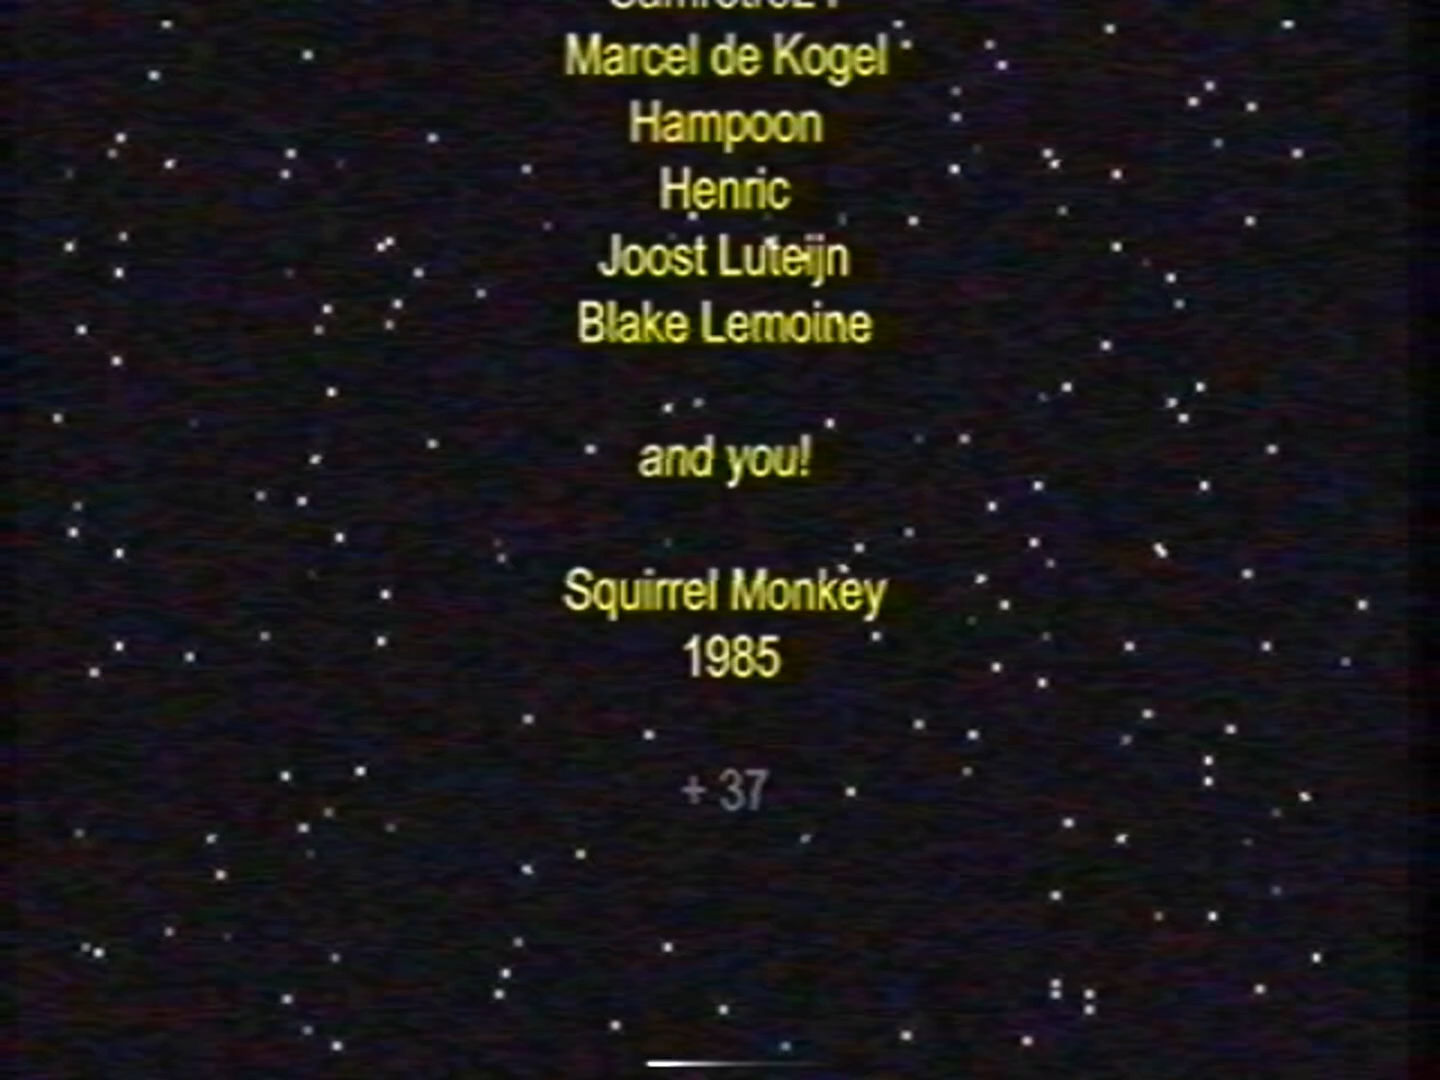 Marcel de Kogel
Hampoon
Henric
Joost Luteijn
Blake Lemoine
and you!
Squirrel Monkey
1985
+ 37